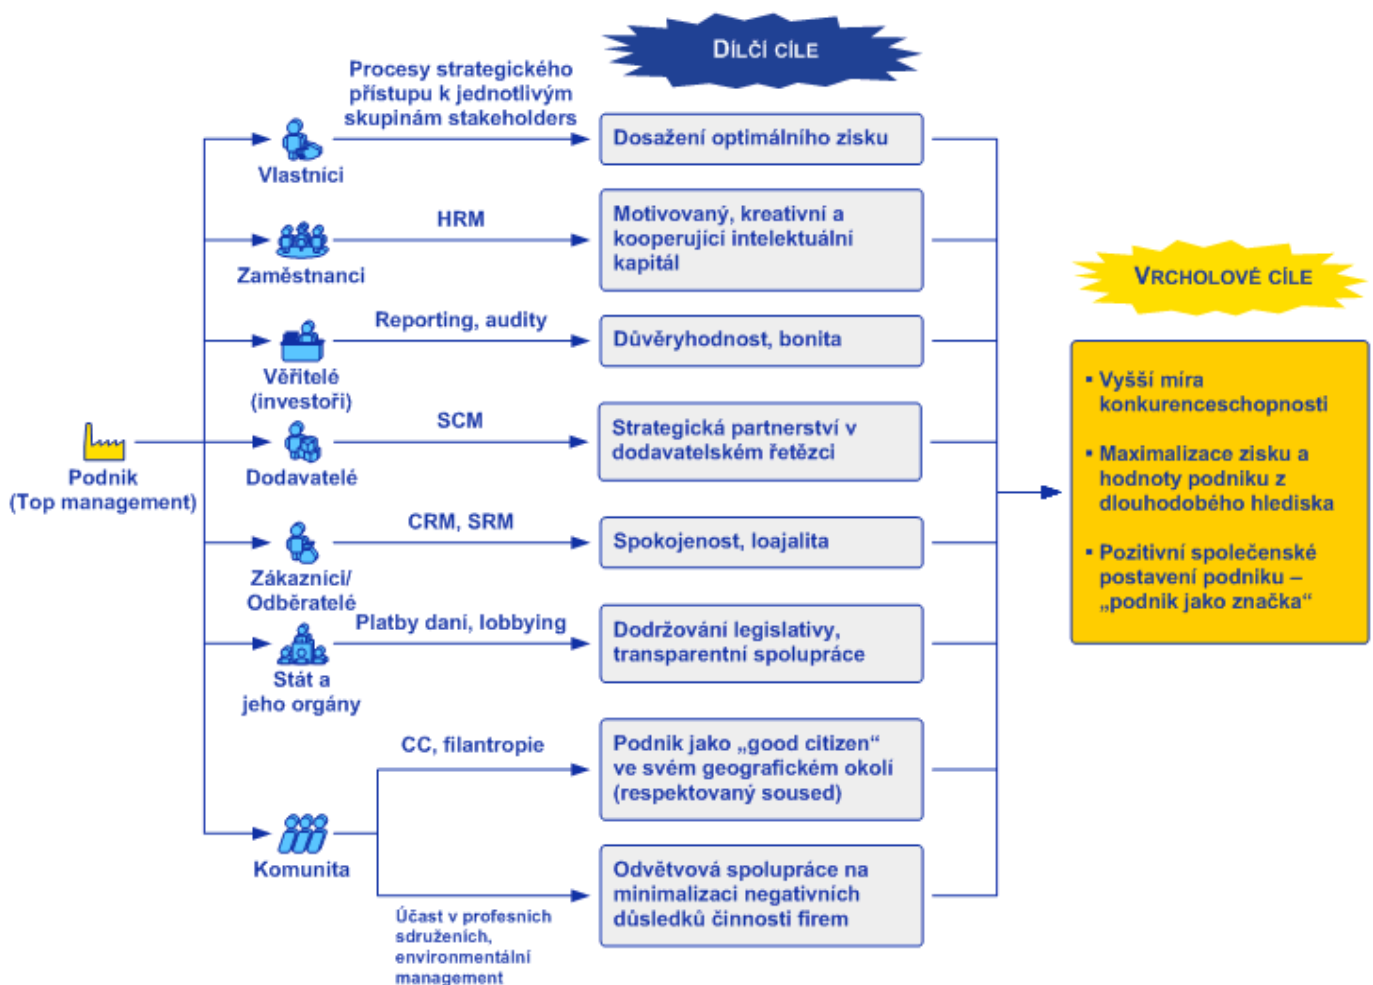 DÍLČÍ CÍLE
Procesy strategického
přístupu k jednotlivým
skupinám stakeholders
Vlastníci
Dosažení optimálního zisku
HRM
Zaměstnanci
Motivovaný, kreativní a
kooperující intelektuální
kapitál
Reporting, audity
Věřitelé
(investoři)
Důvěryhodnost, bonita
SCM
Dodavatelé
Strategická partnerství v
dodavatelském řetězci
Podnik
(Top management)
CRM, SRM
Zákazníci/
Odběratelé
Spokojenost, loajalita
Platby daní, lobbying
Stát a
jeho orgány
Dodržování legislativy,
transparentní spolupráce
CC, filantropie
Podnik jako „good citizen“
ve svém geografickém okolí
(respektovaný soused)
Komunita
Účast v profesních
sdruženích,
environmentální
management
Odvětvová spolupráce na
minimalizaci negativních
důsledků činnosti firem
VRCHOLOVÉ CÍLE
▪ Vyšší míra
konkurenceschopnosti
▪ Maximalizace zisku a
hodnoty podniku z
dlouhodobého hlediska
▪ Pozitivní společenské
postavení podniku –
„podnik jako značka“